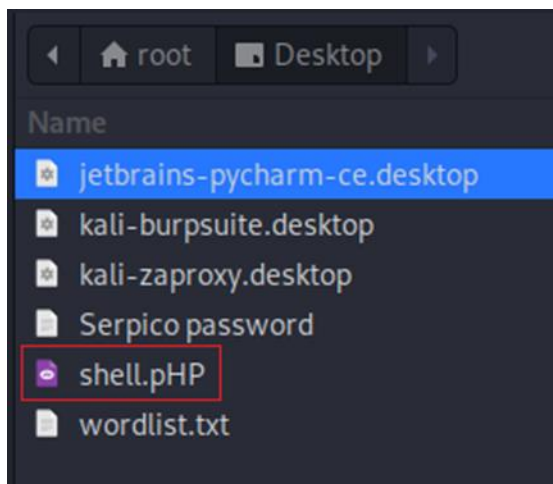 root Desktop
Name
jetbrains-pycharm-ce.desktop
kali-burpsuite.desktop
kali-zaproxy.desktop
Serpico password
shell.pHP
wordlist.txt